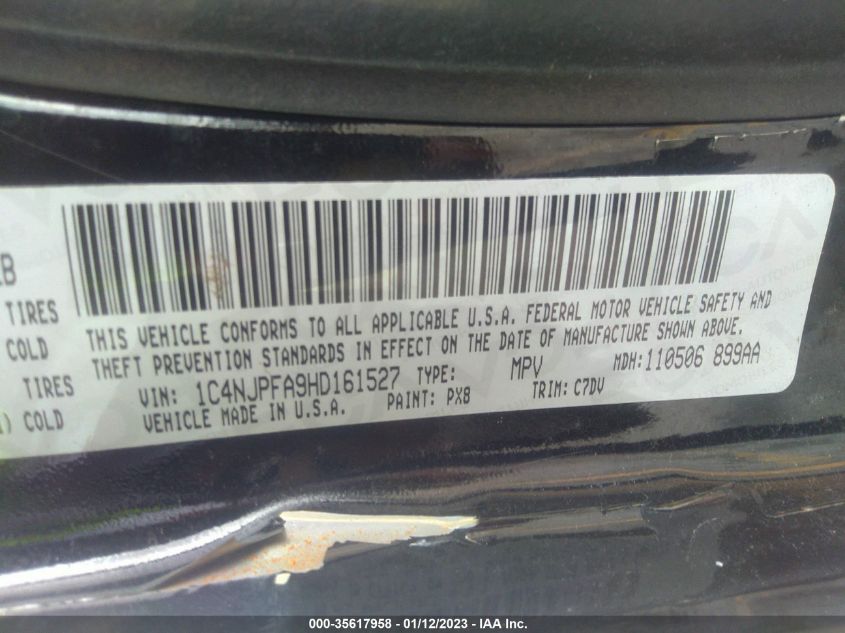 B
TIRES
COLD
TIRES
) COLD
THIS VEHICLE CONFORMS TO ALL APPLICABLE U.S.A. FEDERAL MOTOR VEHICLE SAFETY AND
THEFT PREVENTION STANDARDS IN EFFECT ON THE DATE OF MANUFACTURE SHOWN ABOVE.
VIN: 1C4NJPFA9HD161527 TYPE: MPV MDH: 110506 899AA
VEHICLE MADE IN U.S.A. PAINT: PX8 TRIM: C7DV
000-35617958 - 01/12/2023 - IAA Inc.